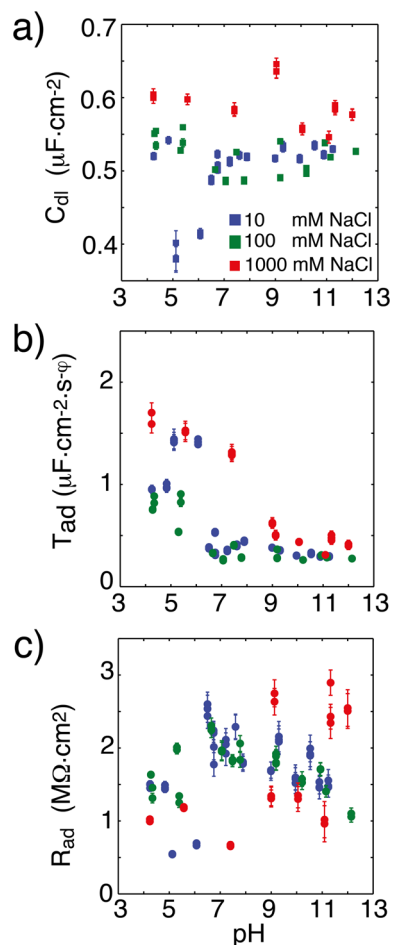 a)
0.7
0.6
0.5
0.4
C_dl (µF·cm-2)
10 mM NaCl
100 mM NaCl
1000 mM NaCl
3 5 7 9 11 13
b)
2
1
0
T_ad (µF·cm-2·s-φ)
3 5 7 9 11 13
c)
3
2
1
0
R_ad (MΩ·cm2)
3 5 7 9 11 13
pH